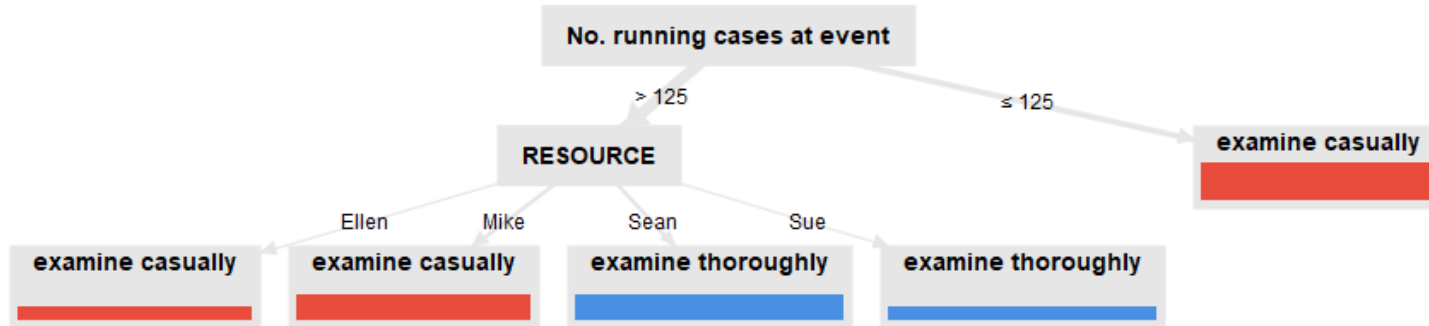 No. running cases at event
> 125
≤ 125
examine casually
RESOURCE
Ellen
Mike
Sean
Sue
examine casually
examine casually
examine thoroughly
examine thoroughly